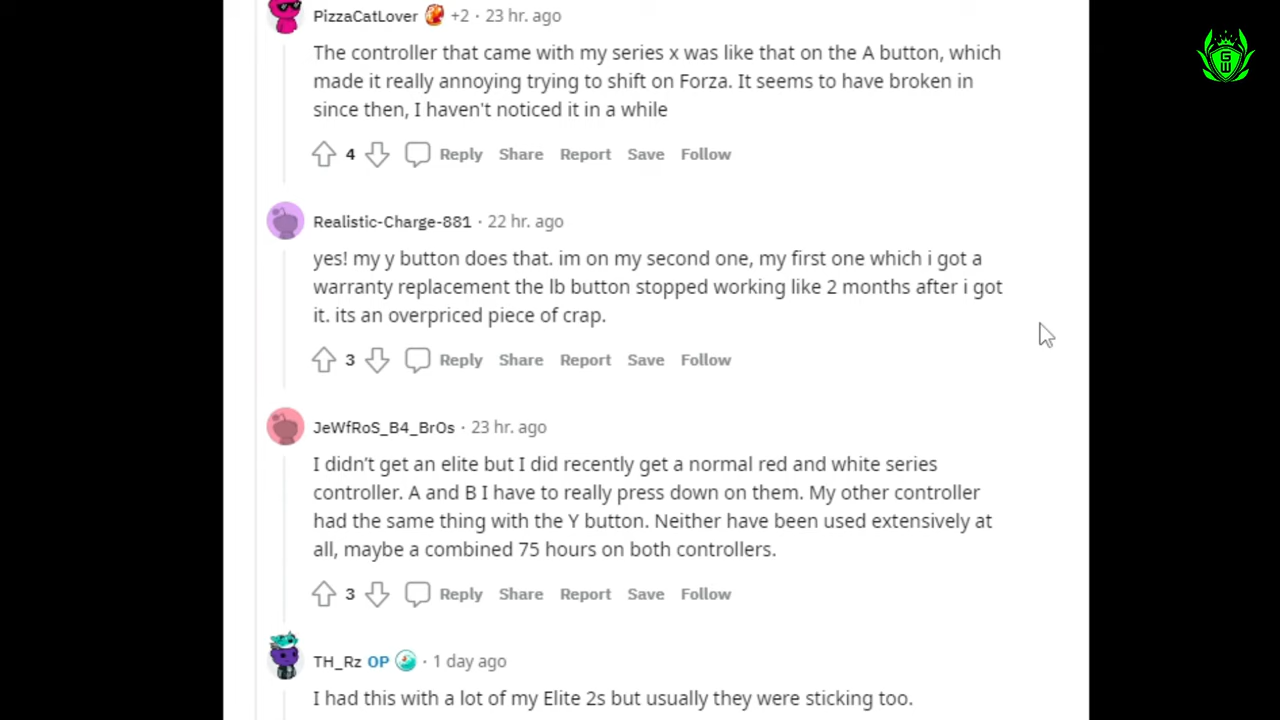 PizzaCatLover +2 · 23 hr. ago
The controller that came with my series x was like that on the A button, which
made it really annoying trying to shift on Forza. It seems to have broken in
since then, I haven't noticed it in a while
4 Reply Share Report Save Follow
Realistic-Charge-881 · 22 hr. ago
yes! my y button does that. im on my second one, my first one which i got a
warranty replacement the lb button stopped working like 2 months after i got
it. its an overpriced piece of crap.
3 Reply Share Report Save Follow
JeWfRoS_B4_BrOs · 23 hr. ago
I didn't get an elite but I did recently get a normal red and white series
controller. A and B I have to really press down on them. My other controller
had the same thing with the Y button. Neither have been used extensively at
all, maybe a combined 75 hours on both controllers.
3 Reply Share Report Save Follow
TH_Rz OP · 1 day ago
I had this with a lot of my Elite 2s but usually they were sticking too.
GW